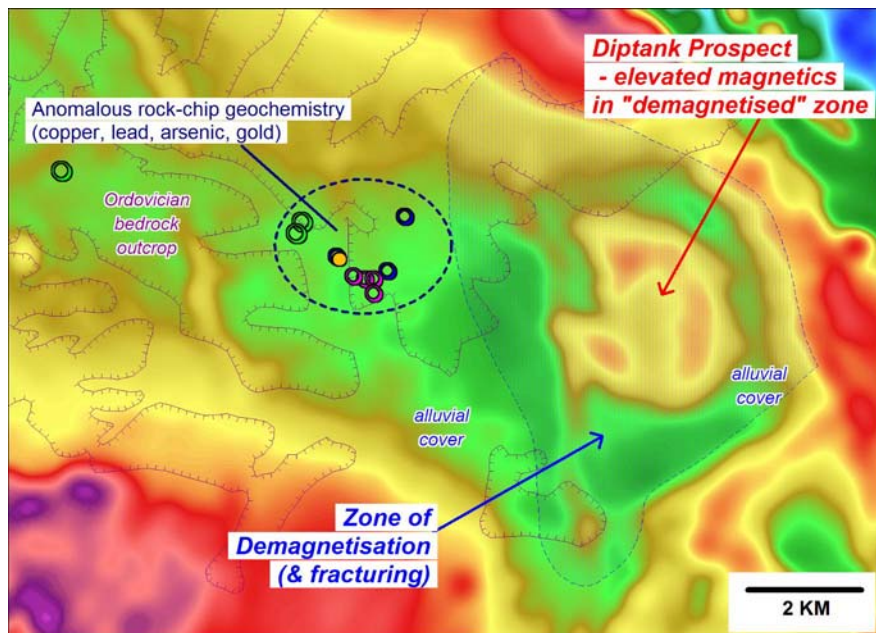 Diptank Prospect
- elevated magnetics
in "demagnetised" zone
Anomalous rock-chip geochemistry
(copper, lead, arsenic, gold)
Ordovician
bedrock
outcrop
alluvial
cover
alluvial
cover
Zone of
Demagnetisation
(& fracturing)
2 KM